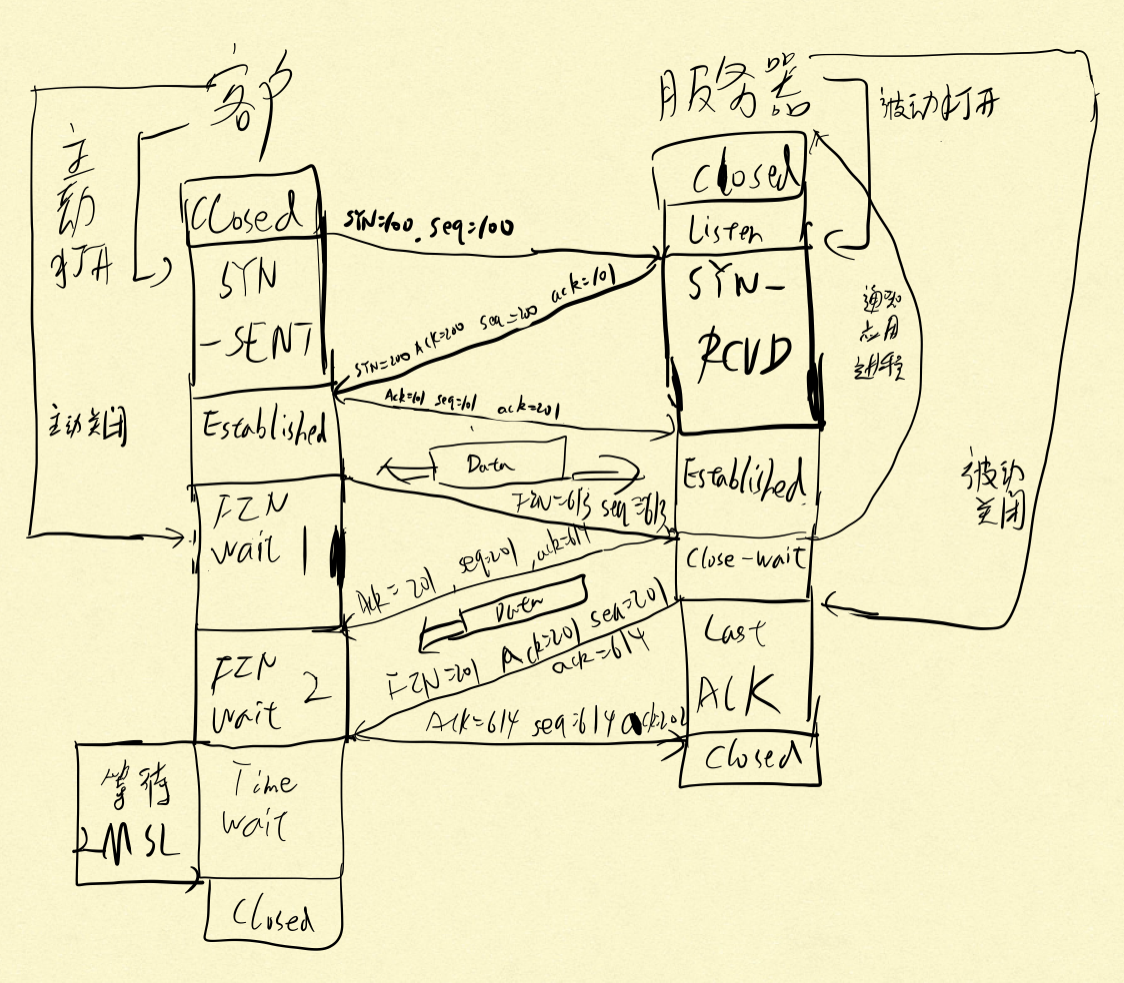 客户
服务器
主动打开
被动打开
Closed
Closed
Listen
SYN=100. seq=100
SYN
-SENT
SYN-
RCVD
SYN=200 ACK=200 seq=200 ack=101
通知
应用
进程
Ack=101 seq=101 ack=201
Established
主动关闭
Data
Established
被动
关闭
FIN=613 seq=613
FIN
wait 1
Close-wait
Ack=201, seq=201, ack=614
Data
Last
ACK
FIN=201 Ack=201 seq=201
ack=614
FIN
wait 2
Ack=614 seq=614 ack=202
Closed
等待
2MSL
Time
wait
Closed